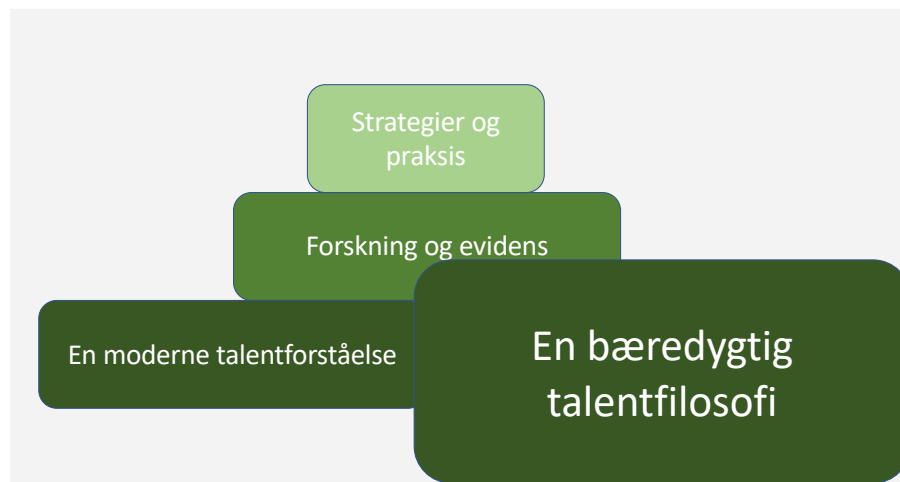 Strategier og
praksis
Forskning og evidens
En moderne talentforståelse
En bæredygtig
talentfilosofi